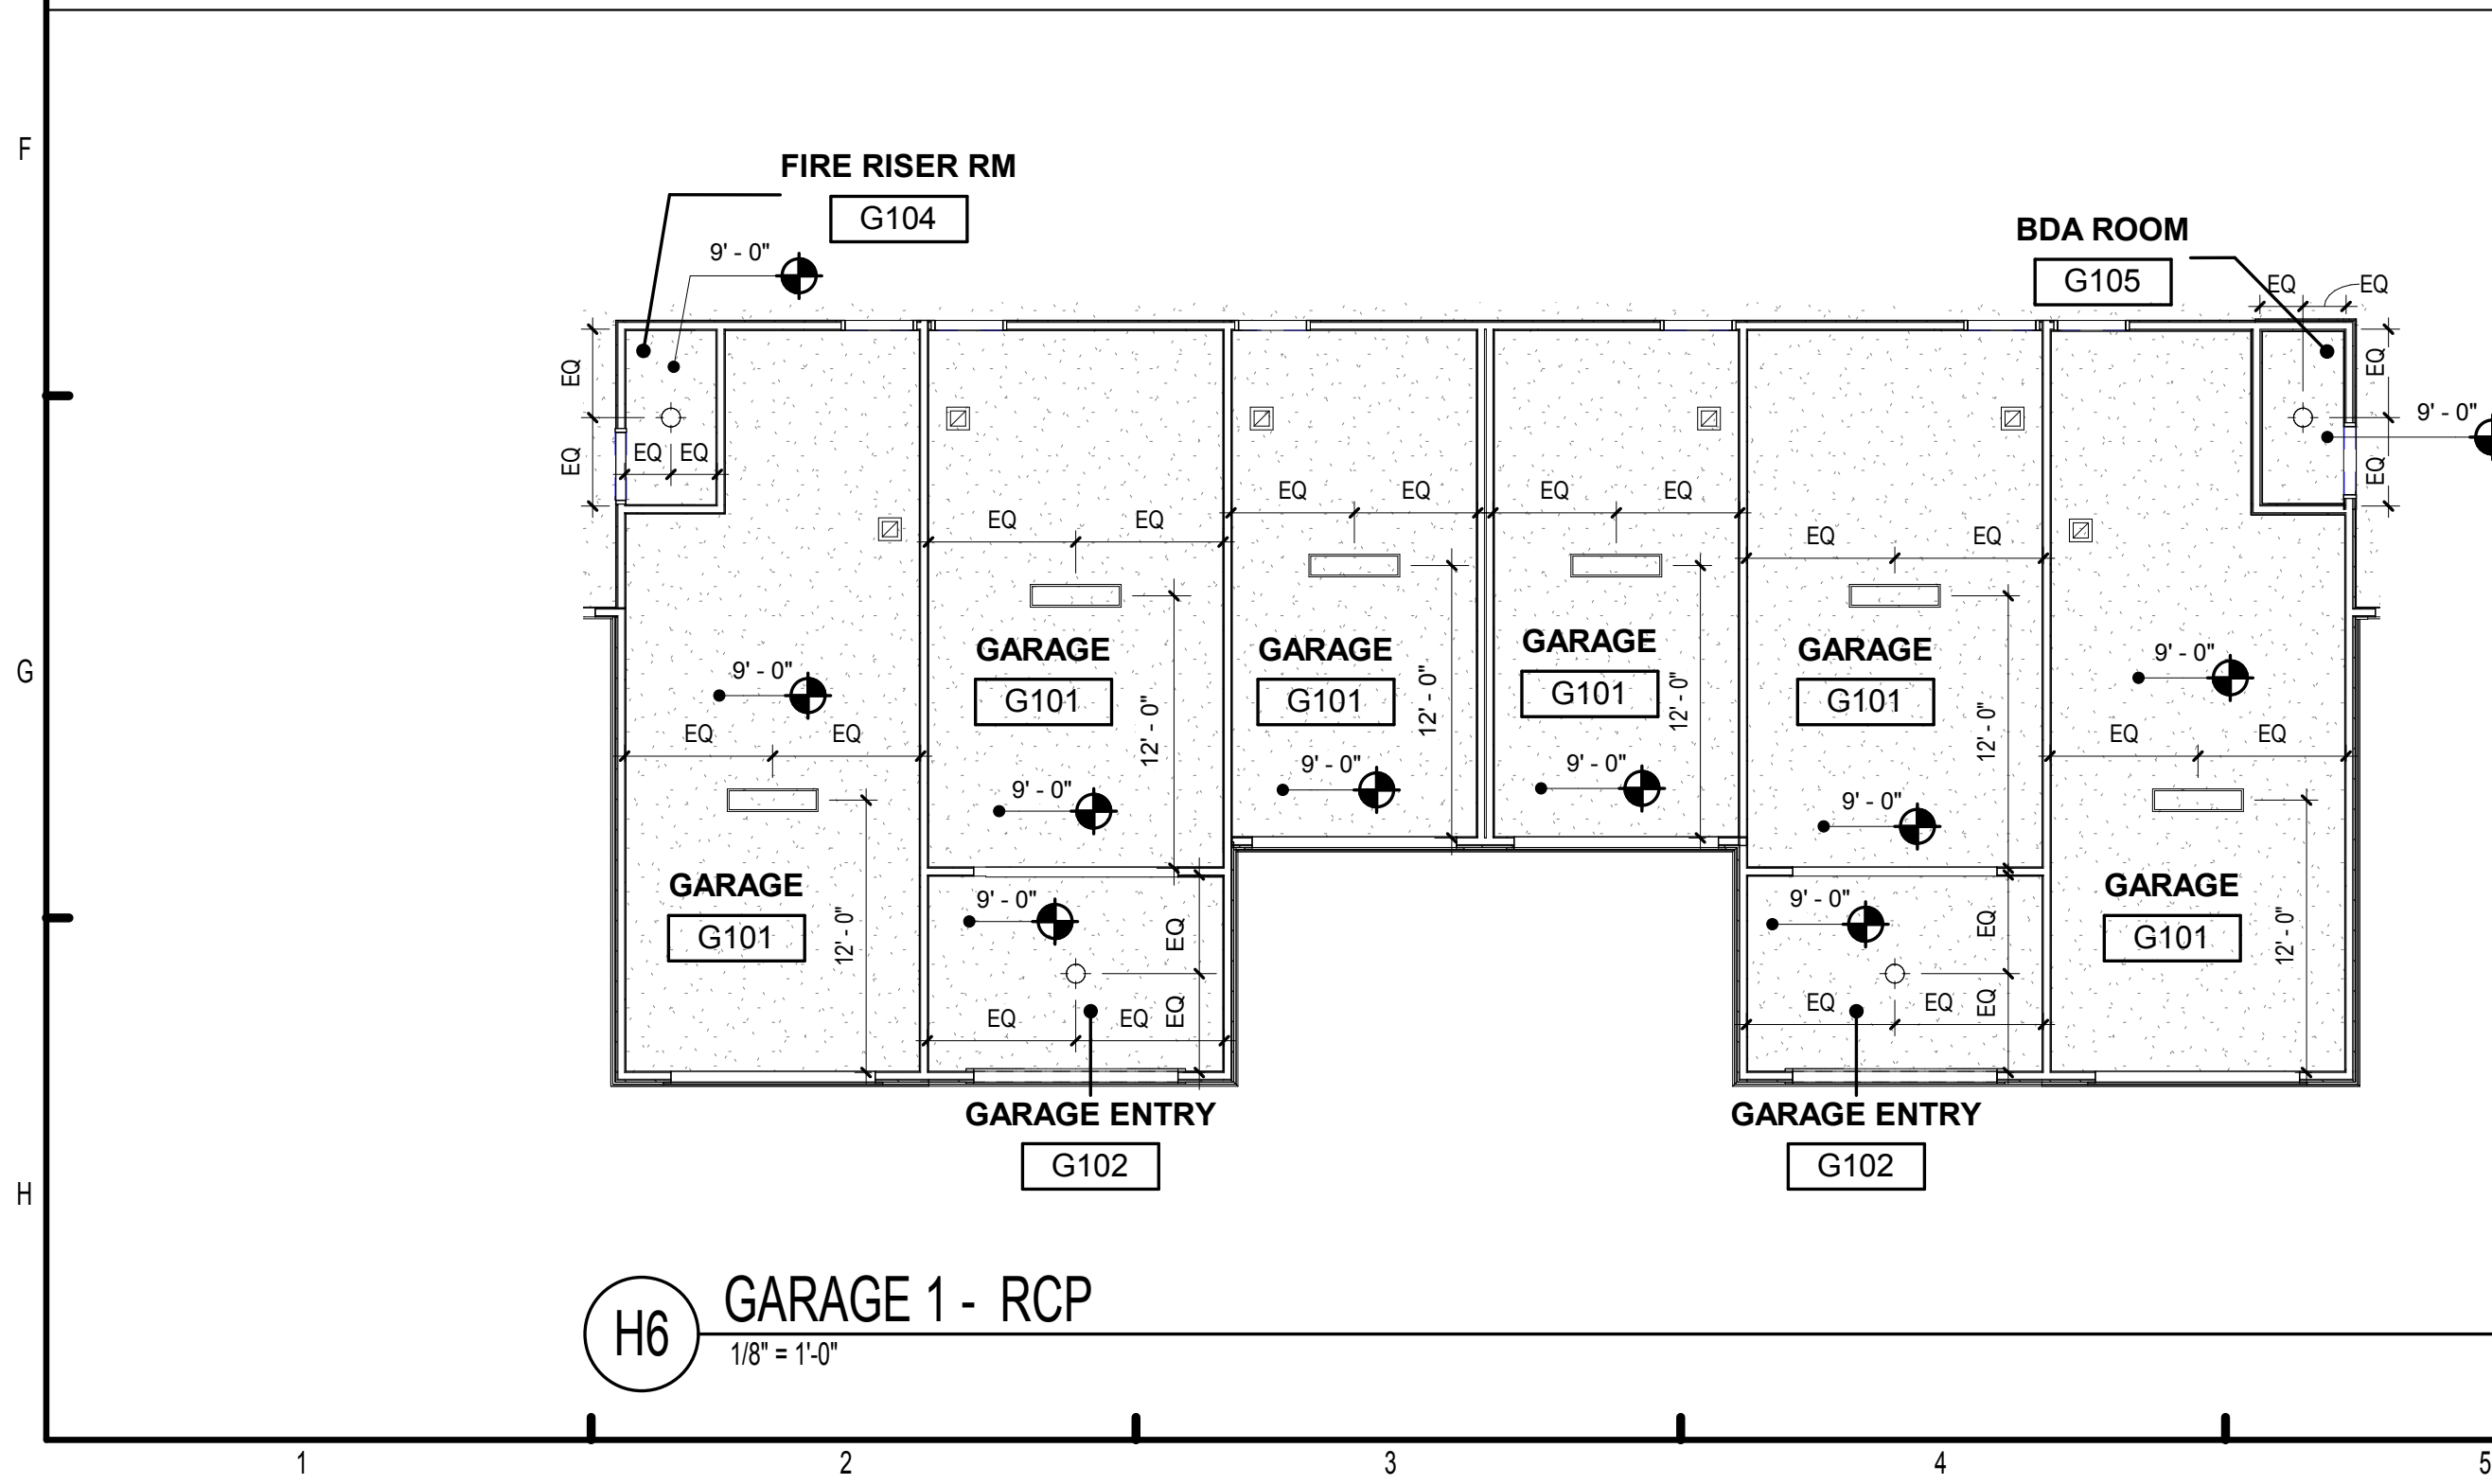 F
FIRE RISER RM
G104
9' - 0"
BDA ROOM
G105
EQ
EQ
EQ
EQ
EQ
EQ
EQ
EQ
9' - 0"
EQ
EQ
EQ
EQ
EQ
EQ
EQ
EQ
EQ
EQ
G
GARAGE
G101
GARAGE
G101
GARAGE
G101
GARAGE
G101
9' - 0"
9' - 0"
12' - 0"
12' - 0"
12' - 0"
12' - 0"
EQ
EQ
EQ
EQ
9' - 0"
9' - 0"
9' - 0"
9' - 0"
GARAGE
G101
12' - 0"
9' - 0"
EQ
EQ
EQ
EQ
9' - 0"
EQ
EQ
EQ
EQ
GARAGE
G101
12' - 0"
GARAGE ENTRY
G102
GARAGE ENTRY
G102
H
H6
GARAGE 1 - RCP
1/8" = 1'-0"
1
2
3
4
5